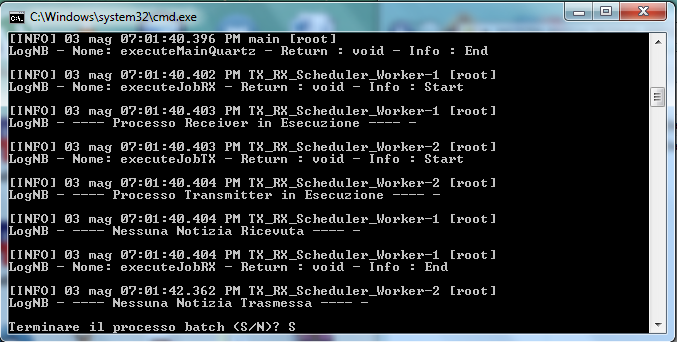 C:\Windows\system32\cmd.exe
[INFO] 03 mag 07:01:40.396 PM main [root]
LogNB - Nome: executeMainQuartz - Return : void - Info : End
[INFO] 03 mag 07:01:40.402 PM TX_RX_Scheduler_Worker-1 [root]
LogNB - Nome: executeJobRX - Return : void - Info : Start
[INFO] 03 mag 07:01:40.403 PM TX_RX_Scheduler_Worker-1 [root]
LogNB - ---- Processo Receiver in Esecuzione ---- -
[INFO] 03 mag 07:01:40.403 PM TX_RX_Scheduler_Worker-2 [root]
LogNB - Nome: executeJobTX - Return : void - Info : Start
[INFO] 03 mag 07:01:40.404 PM TX_RX_Scheduler_Worker-2 [root]
LogNB - ---- Processo Transmitter in Esecuzione ---- -
[INFO] 03 mag 07:01:40.404 PM TX_RX_Scheduler_Worker-1 [root]
LogNB - ---- Nessuna Notizia Ricevuta ---- -
[INFO] 03 mag 07:01:40.404 PM TX_RX_Scheduler_Worker-1 [root]
LogNB - Nome: executeJobRX - Return : void - Info : End
[INFO] 03 mag 07:01:42.362 PM TX_RX_Scheduler_Worker-2 [root]
LogNB - ---- Nessuna Notizia Trasmessa ---- -
Terminare il processo batch (S/N)? S